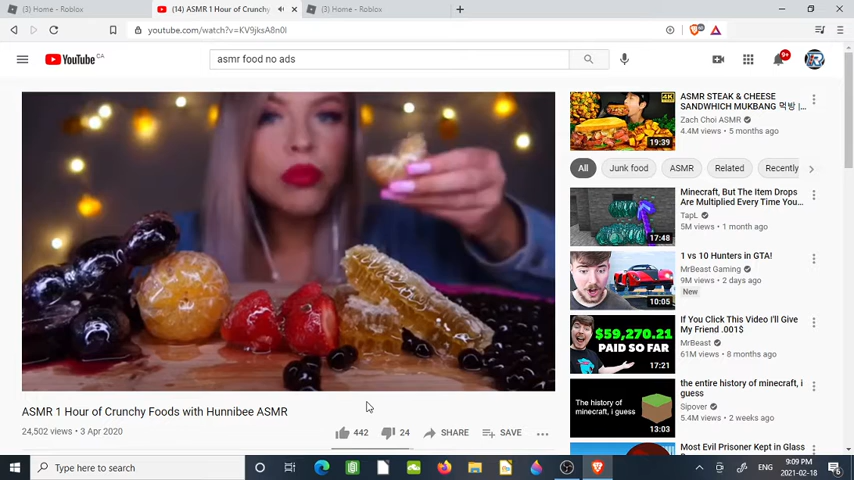 (3) Home - Roblox
(14) ASMR 1 Hour of Crunchy
(3) Home - Roblox
youtube.com/watch?v=KV9jksA8n0I
YouTube CA
asmr food no ads
9+
4K
19:39
ASMR STEAK & CHEESE
SANDWHICH MUKBANG 먹방 |...
Zach Choi ASMR
4.4M views • 5 months ago
All
Junk food
ASMR
Related
Recently
17:48
Minecraft, But The Item Drops
Are Multiplied Every Time You...
TapL
5M views • 1 month ago
10:05
1 vs 10 Hunters in GTA!
MrBeast Gaming
9M views • 2 days ago
New
$59,270.21
PAID SO FAR
17:21
If You Click This Video I'll Give
My Friend .001$
MrBeast
61M views • 8 months ago
The history of
minecraft, i guess
13:03
the entire history of minecraft, i
guess
Sipover
5.8M views • 2 months ago
Most Evil Prisoner Kept in Glass
ASMR 1 Hour of Crunchy Foods with Hunnibee ASMR
24,502 views • 3 Apr 2020
442
24
SHARE
SAVE
Type here to search
ENG
9:09 PM
2021-02-18